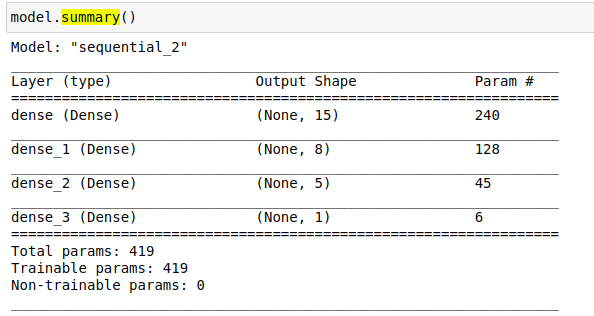 model.summary()
Model: "sequential_2"
Layer (type) Output Shape Param #
dense (Dense) (None, 15) 240
dense_1 (Dense) (None, 8) 128
dense_2 (Dense) (None, 5) 45
dense_3 (Dense) (None, 1) 6
Total params: 419
Trainable params: 419
Non-trainable params: 0